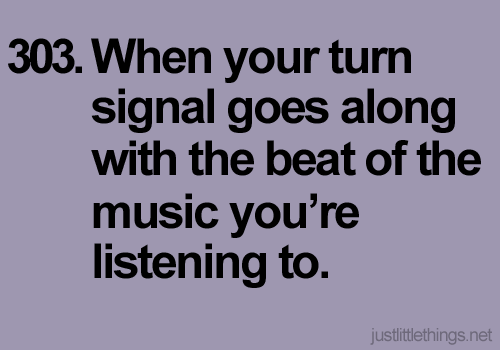 303. When your turn
signal goes along
with the beat of the
music you’re
listening to.
justlittlethings.net